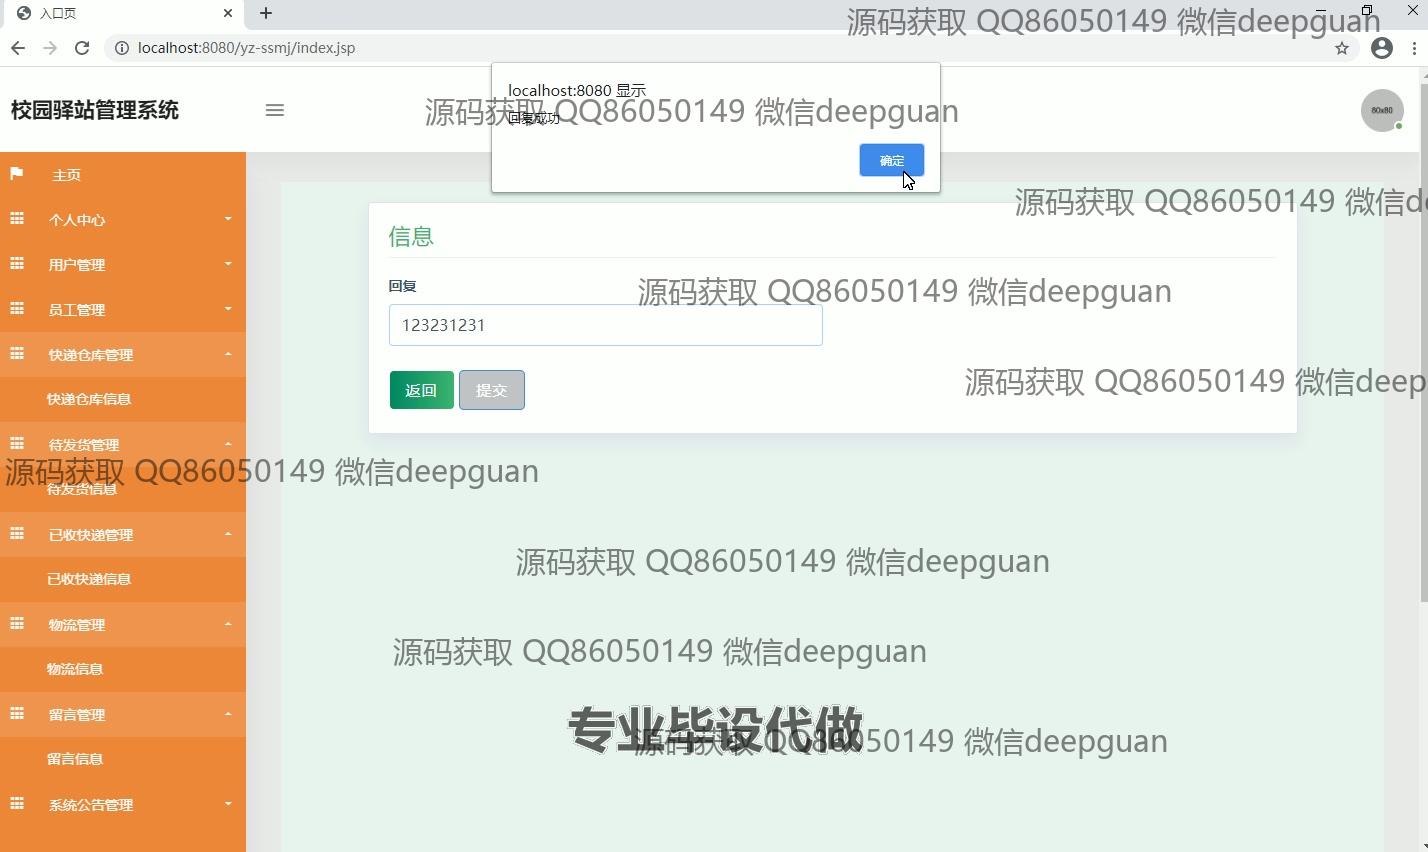 入口页
源码获取 QQ86050149 微信deepguan
localhost:8080/yz-ssmj/index.jsp
localhost:8080 显示
校园驿站管理系统
源码获取 QQ86050149 微信deepguan
回复成功
80x80
确定
主页
源码获取 QQ86050149 微信de
个人中心
信息
用户管理
回复
源码获取 QQ86050149 微信deepguan
员工管理
123231231
快递仓库管理
源码获取 QQ86050149 微信deep
返回
提交
快递仓库信息
待发货管理
源码获取 QQ86050149 微信deepguan
待发货信息
已收快递管理
源码获取 QQ86050149 微信deepguan
已收快递信息
物流管理
源码获取 QQ86050149 微信deepguan
物流信息
留言管理
专业毕设代做
源码获取 QQ86050149 微信deepguan
留言信息
系统公告管理